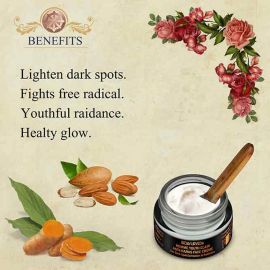 BENEFITS
Lighten dark spots.
Fights free radical.
Youthful raidance.
Healty glow.